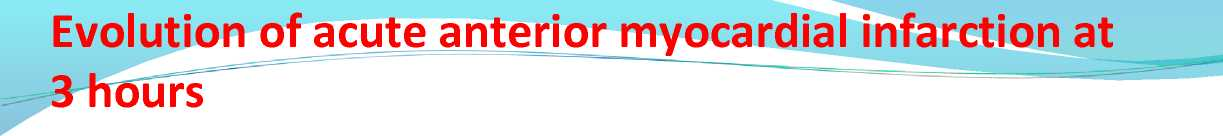 Evolution of acute anterior myocardial infarction at
3 hours